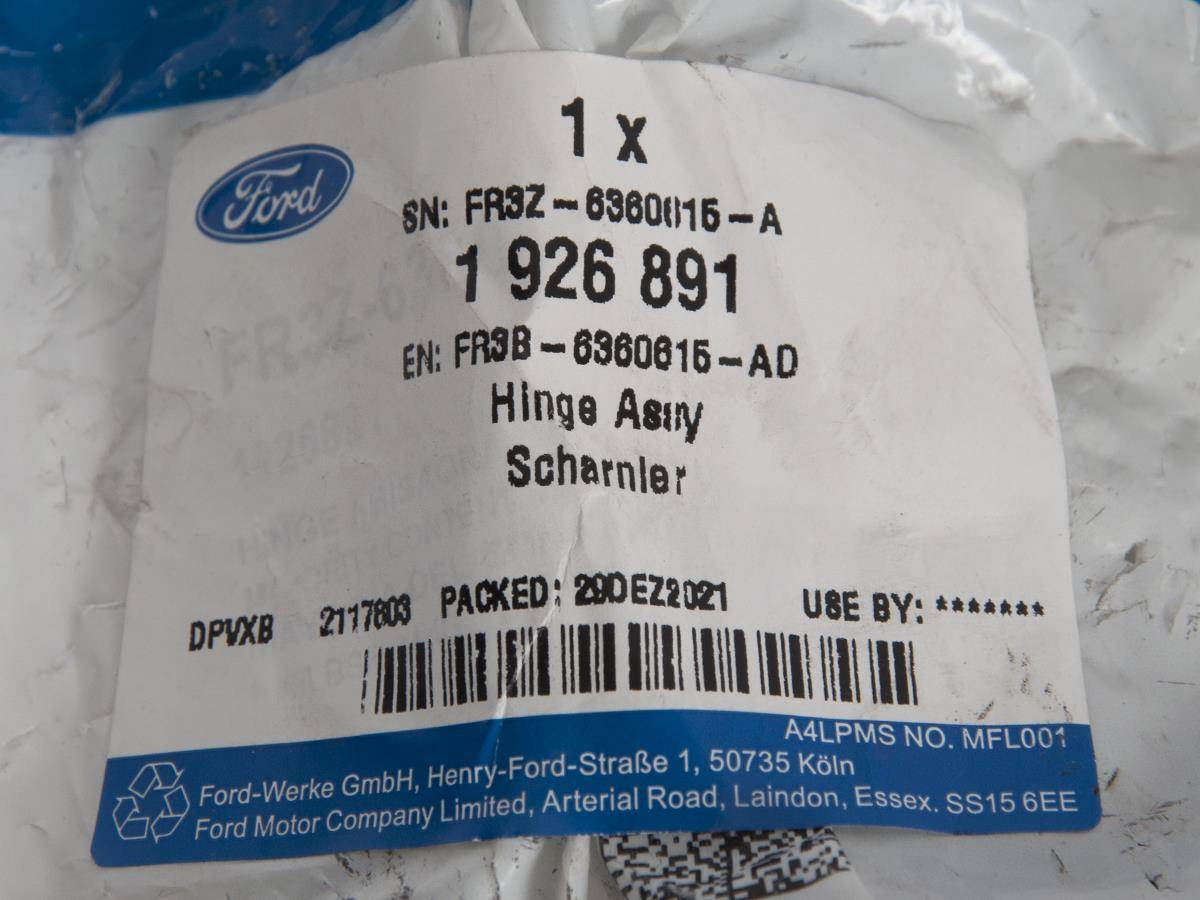 1 x
Ford
SN: FR3Z-6360615-A
1 926 891
EN: FR3B-6360615-AD
Hinge Assy
Scharnier
DPVXB 2117803 PACKED: 29DEZ2021 USE BY: *******
A4LPMS NO. MFL001
Ford-Werke GmbH, Henry-Ford-Straße 1, 50735 Köln
Ford Motor Company Limited, Arterial Road, Laindon, Essex. SS15 6EE